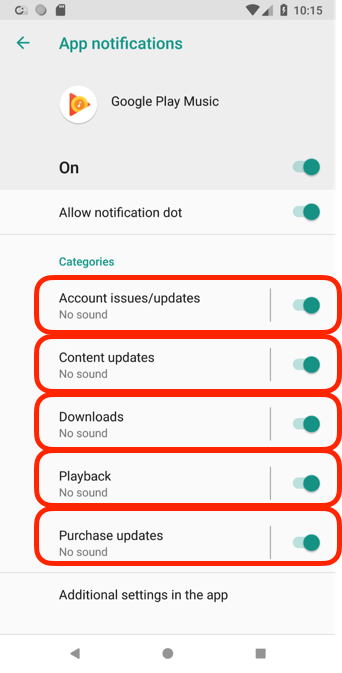 10:15
App notifications
Google Play Music
On
Allow notification dot
Categories
Account issues/updates
No sound
Content updates
No sound
Downloads
No sound
Playback
No sound
Purchase updates
No sound
Additional settings in the app